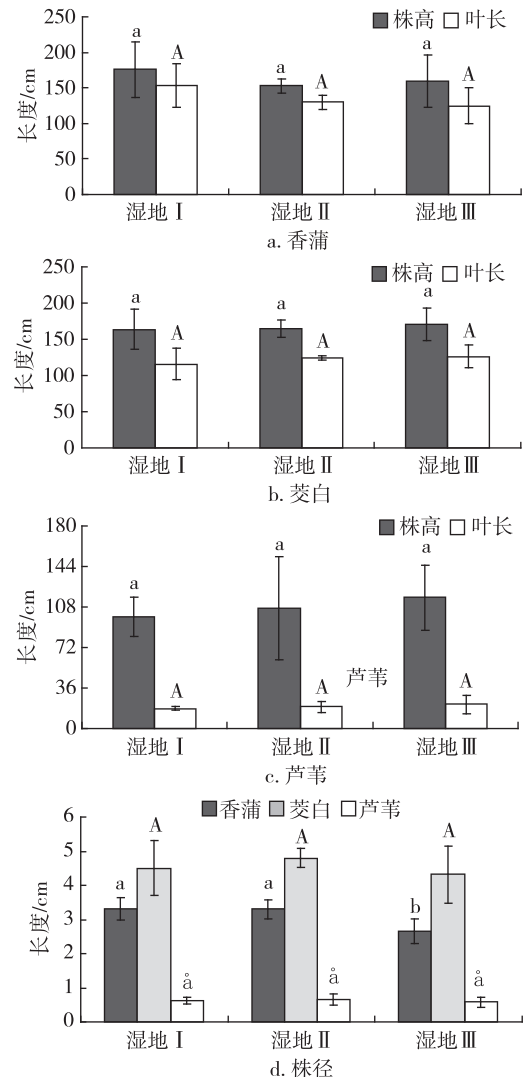 250
200
150
100
50
0
长度/cm
株高 叶长
a A a A a A
湿地Ⅰ 湿地Ⅱ 湿地Ⅲ
a. 香蒲
250
200
150
100
50
0
长度/cm
株高 叶长
a A a A a A
湿地Ⅰ 湿地Ⅱ 湿地Ⅲ
b. 茭白
180
144
108
72
36
0
长度/cm
株高 叶长
a A a A a A
芦苇
湿地Ⅰ 湿地Ⅱ 湿地Ⅲ
c. 芦苇
6
5
4
3
2
1
0
长度/cm
香蒲 茭白 芦苇
a A å a A å b A å
湿地Ⅰ 湿地Ⅱ 湿地Ⅲ
d. 株径